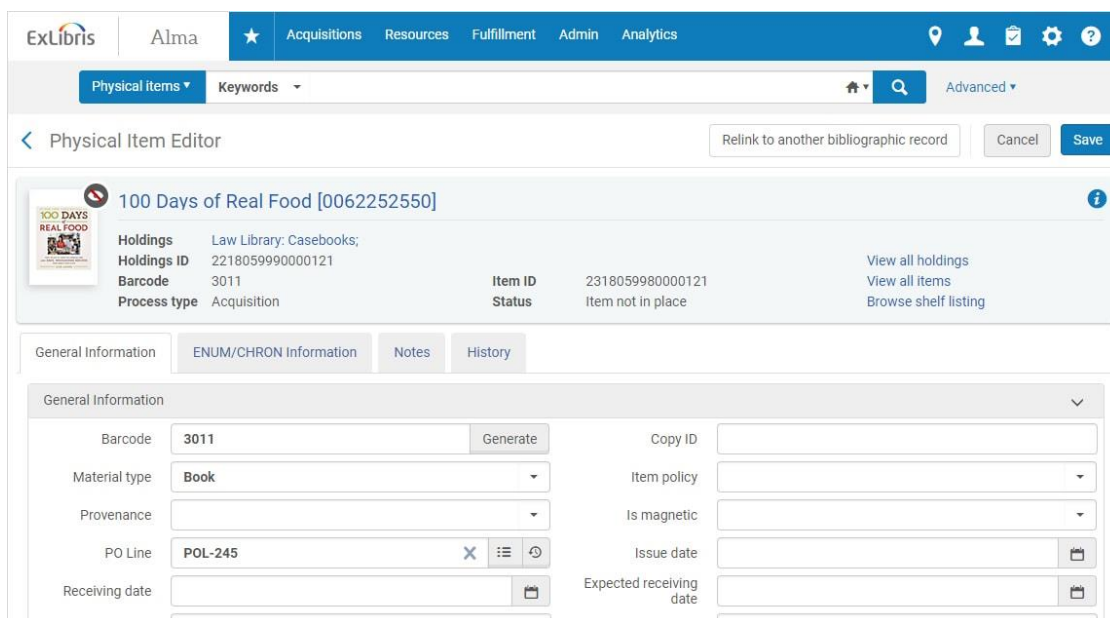 ExLibris Alma Acquisitions Resources Fulfillment Admin Analytics
Physical items Keywords Advanced
Physical Item Editor Relink to another bibliographic record Cancel Save
100 Days of Real Food [0062252550]
100 DAYS
REAL FOOD
Holdings Law Library: Casebooks;
Holdings ID 2218059990000121 View all holdings
Barcode 3011 Item ID 2318059980000121 View all items
Process type Acquisition Status Item not in place Browse shelf listing
General Information ENUM/CHRON Information Notes History
General Information
Barcode 3011 Generate Copy ID
Material type Book Item policy
Provenance Is magnetic
PO Line POL-245 Issue date
Receiving date Expected receiving
date